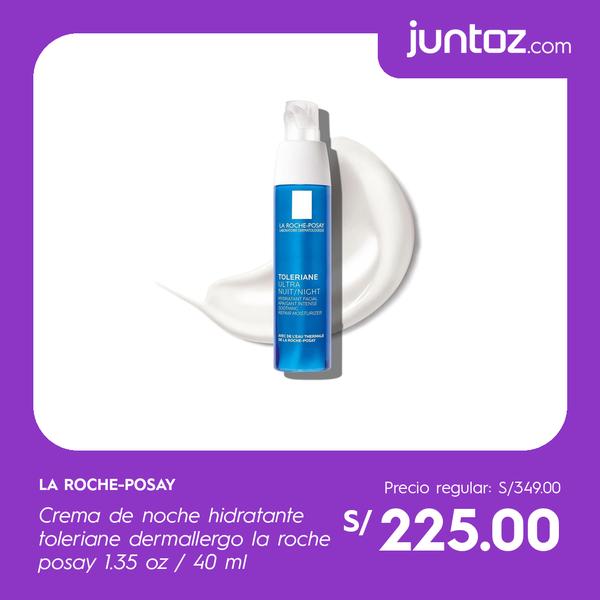 juntoz.com
LA ROCHE-POSAY
LABORATOIRE DERMATOLOGIQUE
TOLERIANE
ULTRA
NUIT/NIGHT
HYDRATANT FACIAL
APAISANT INTENSE
SOOTHING
REPAIR MOISTURIZER
AVEC DE L'EAU THERMALE
DE LA ROCHE-POSAY
LA ROCHE-POSAY
Crema de noche hidratante
toleriane dermallergo la roche
posay 1.35 oz / 40 ml
Precio regular: S/349.00
S/ 225.00